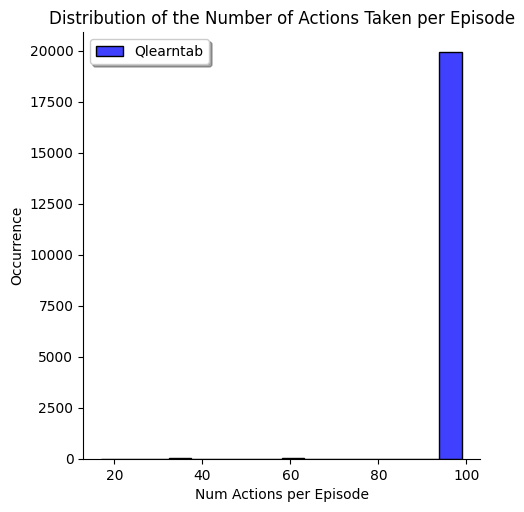 Distribution of the Number of Actions Taken per Episode
Qlearntab
20000
17500
15000
12500
10000
7500
5000
2500
0
Occurrence
20 40 60 80 100
Num Actions per Episode